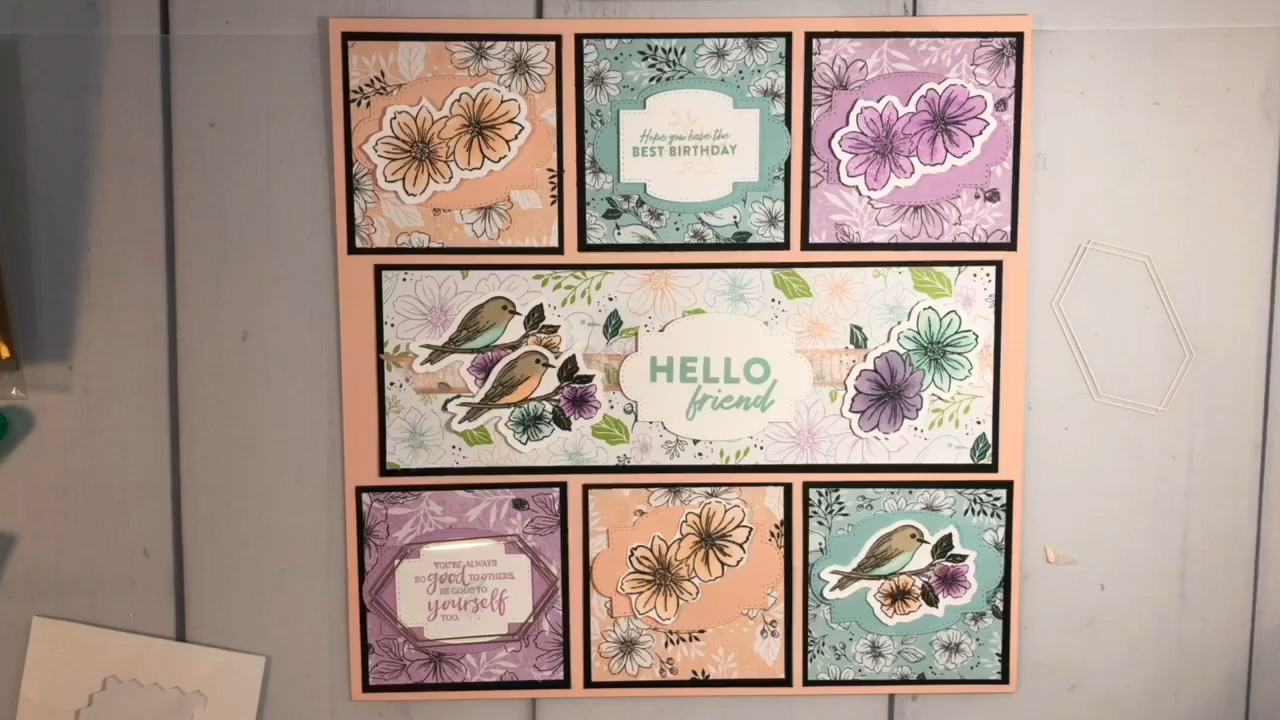 Hope you have the
BEST BIRTHDAY
HELLO
friend
YOU'RE ALWAYS
SO good TO OTHERS,
BE GOOD TO
yourself
TOO.